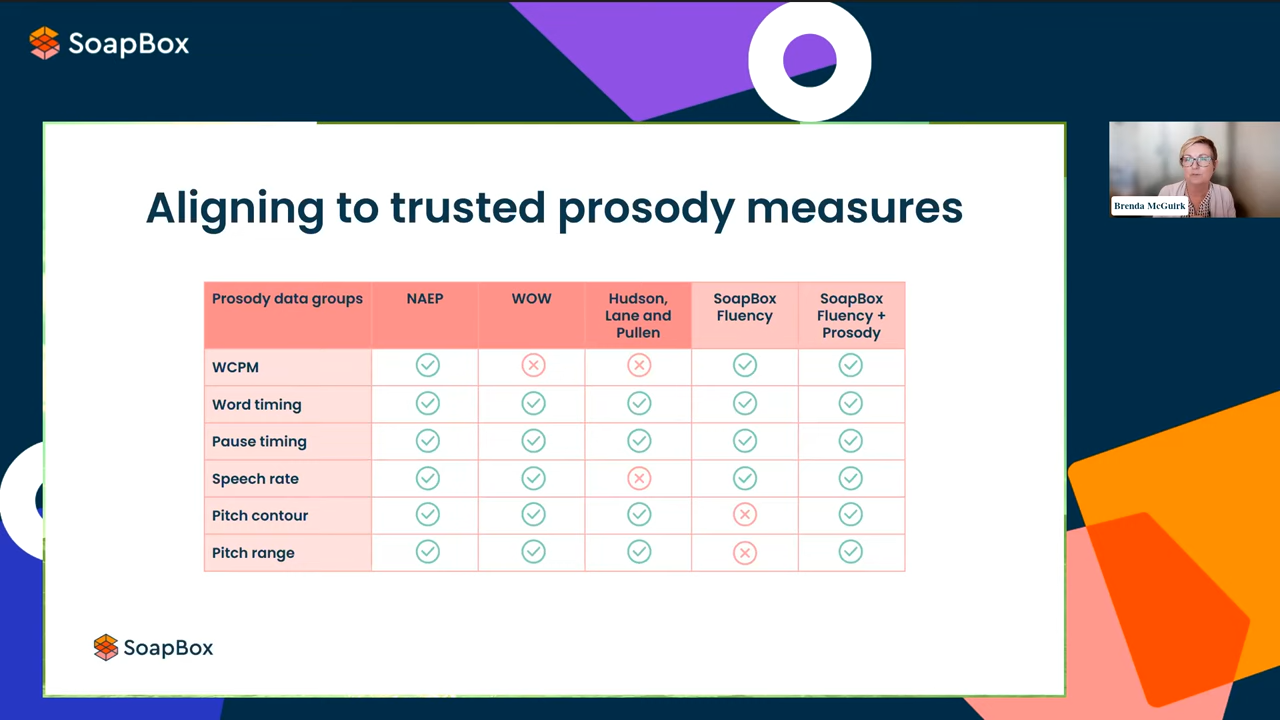 SoapBox
Aligning to trusted prosody measures
Prosody data groups NAEP WOW Hudson, Lane and Pullen SoapBox Fluency SoapBox Fluency + Prosody
WCPM
Word timing
Pause timing
Speech rate
Pitch contour
Pitch range
SoapBox
Brenda McGuirk